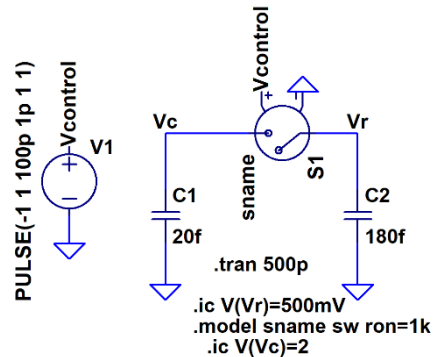 PULSE(-1 1 100p 1p 1 1)
Vcontrol
V1
+
−
Vcontrol
+
-
Vc
Vr
sname
S1
C1
20f
C2
180f
.tran 500p
.ic V(Vr)=500mV
.model sname sw ron=1k
.ic V(Vc)=2